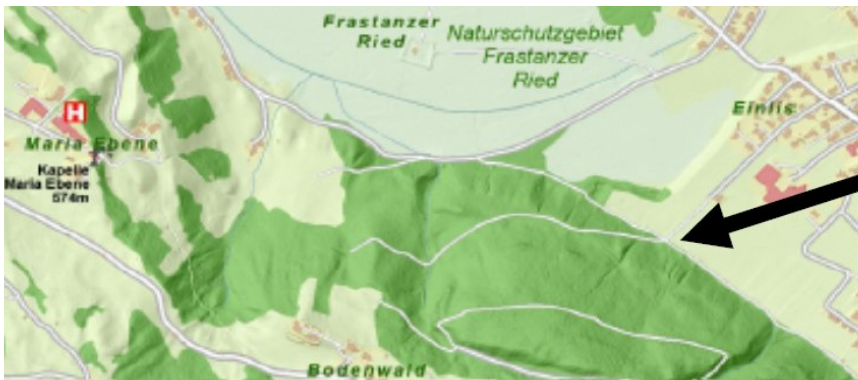 Frastanzer
Ried
Naturschutzgebiet
Frastanzer
Ried
Einlis
H
Maria Ebene
Kapelle
Maria Ebene
574m
Bodenwald